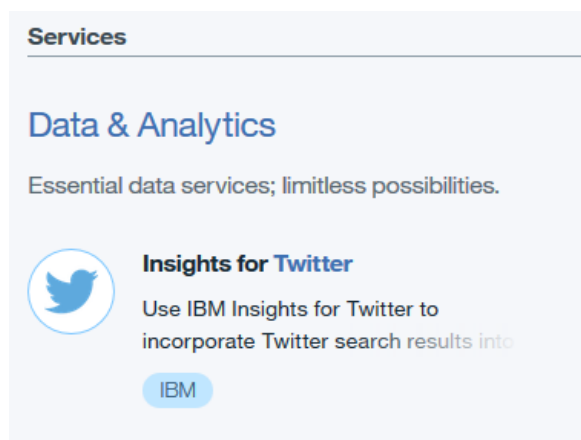 Services
Data & Analytics
Essential data services; limitless possibilities.
Insights for Twitter
Use IBM Insights for Twitter to
incorporate Twitter search results into
IBM